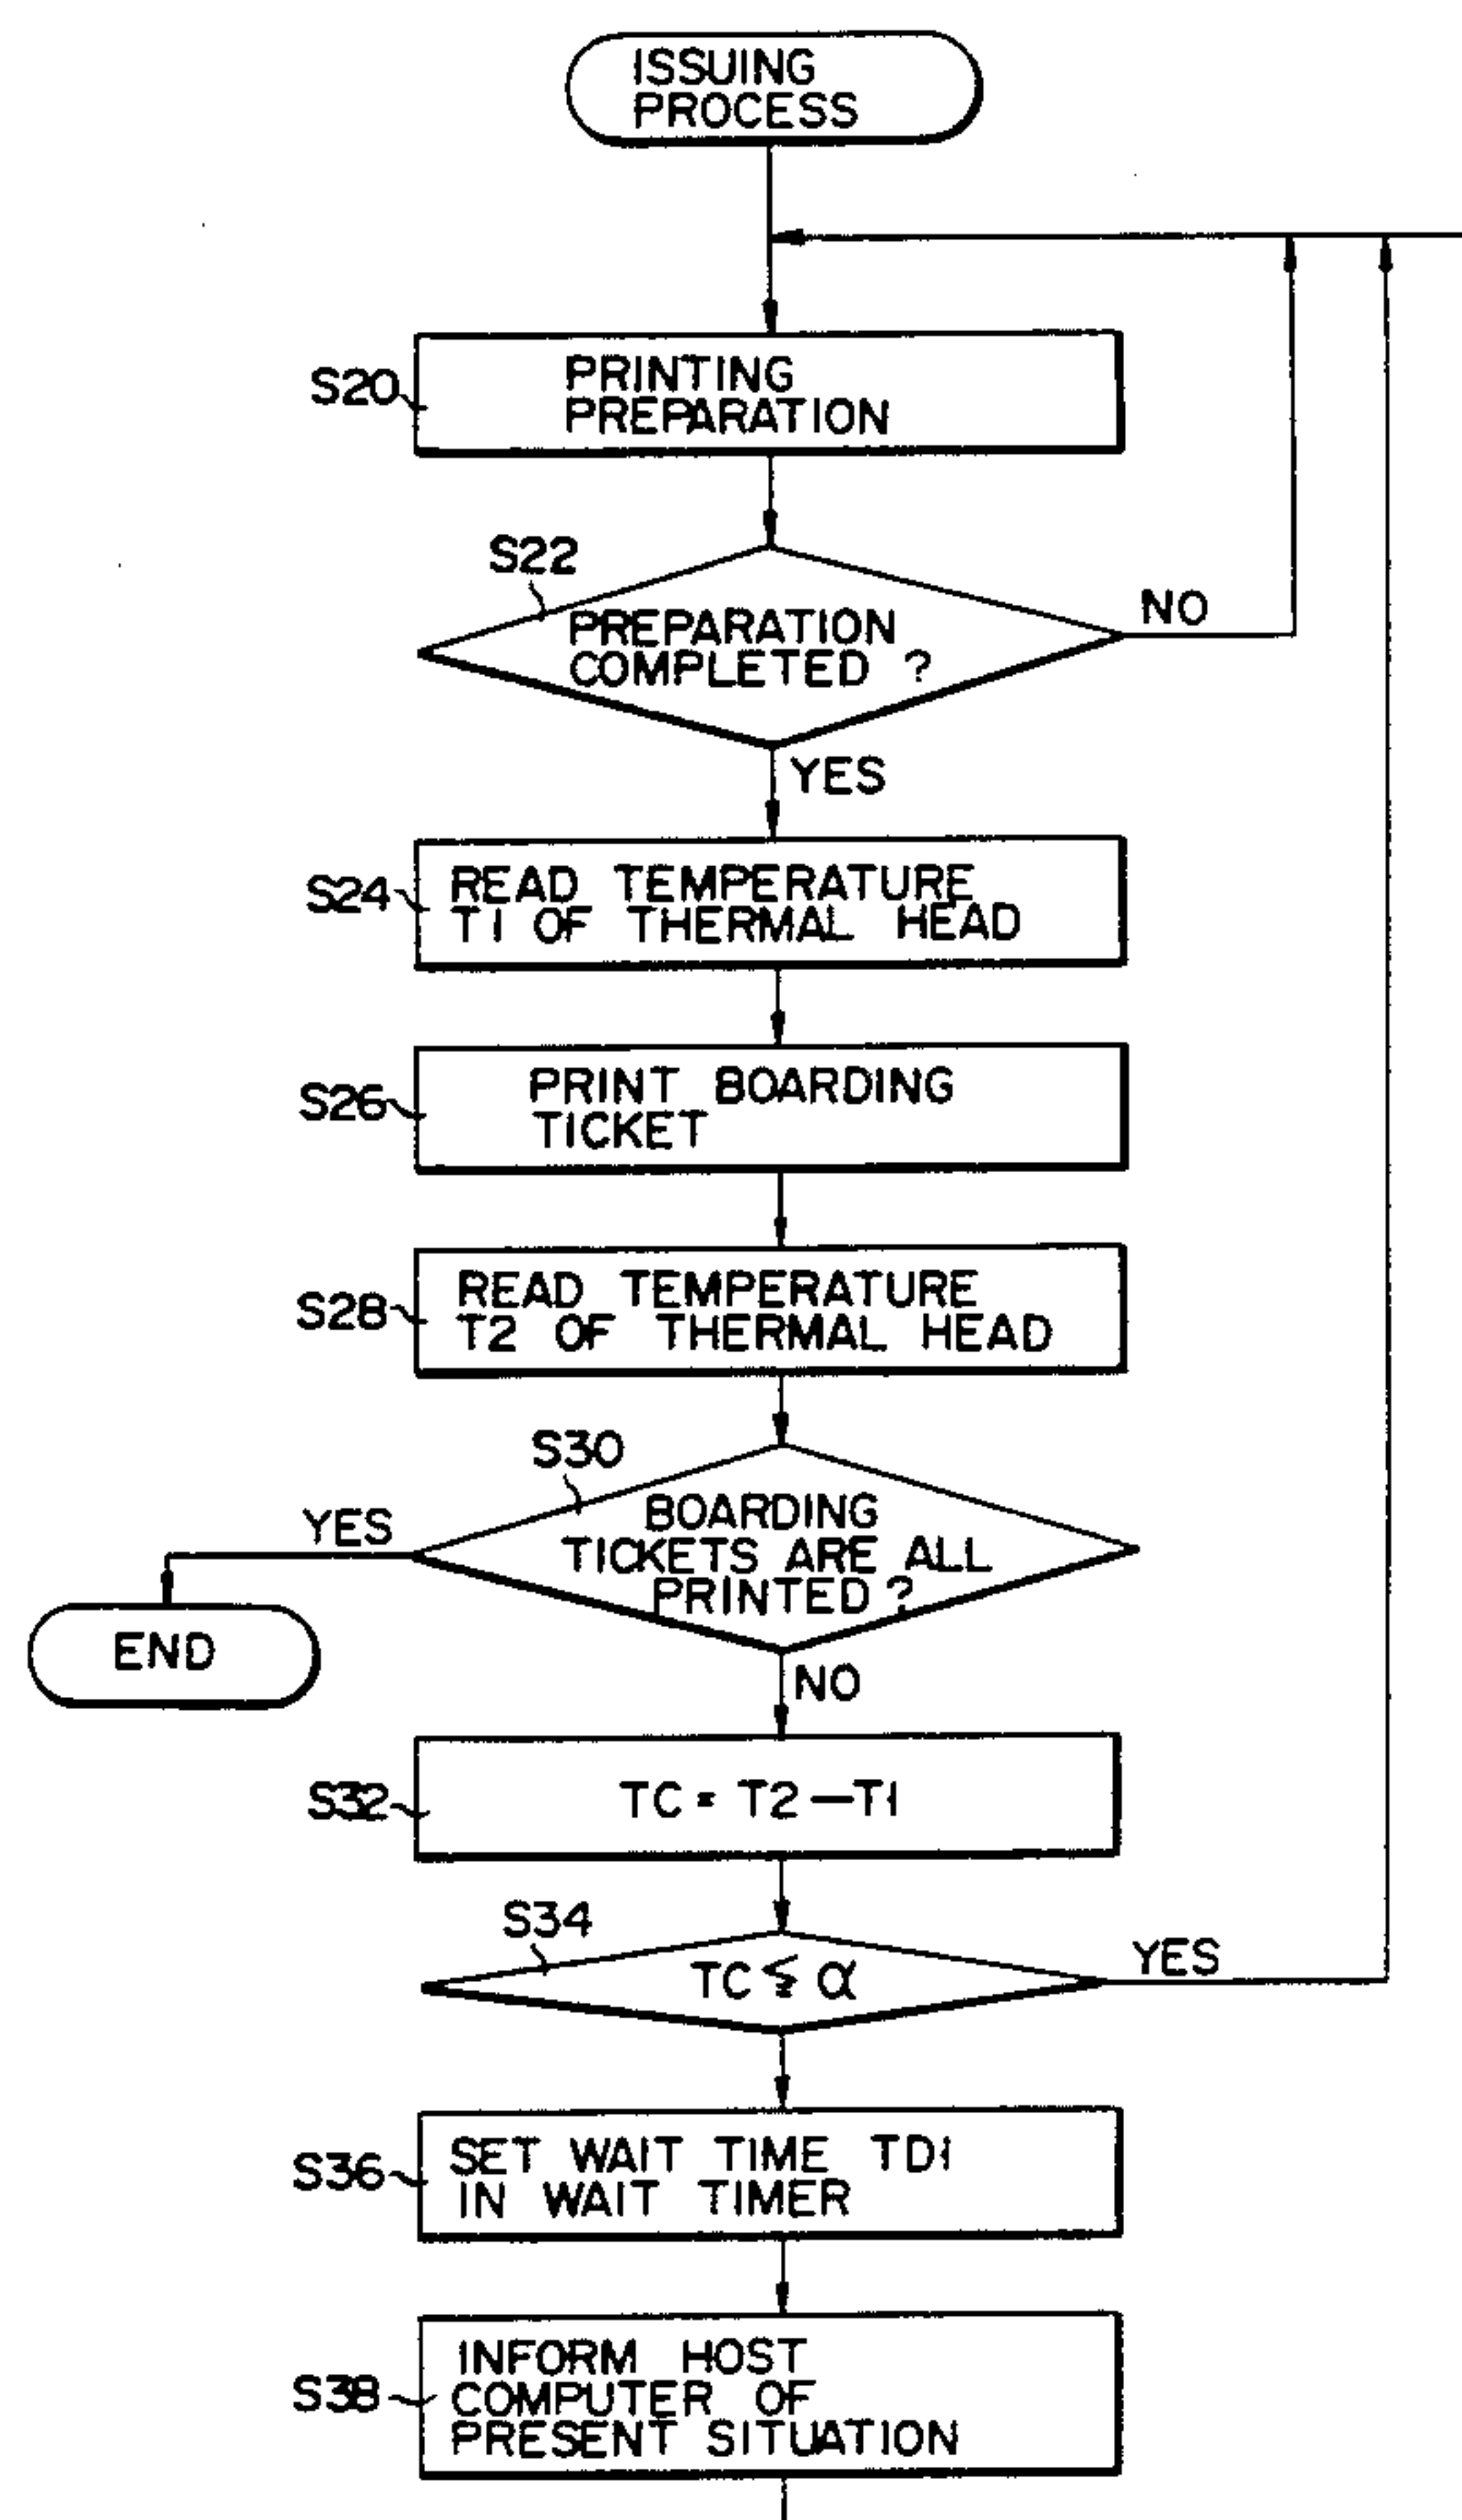 ISSUING
PROCESS
S20
PRINTING
PREPARATION
S22
PREPARATION
COMPLETED ?
NO
YES
S24
READ TEMPERATURE
T1 OF THERMAL HEAD
S26
PRINT BOARDING
TICKET
S28
READ TEMPERATURE
T2 OF THERMAL HEAD
S30
BOARDING
TICKETS ARE ALL
PRINTED ?
YES
END
NO
S32
TC = T2 — T1
S34
TC ≦ α
YES
S36
SET WAIT TIME TD1
IN WAIT TIMER
S38
INFORM HOST
COMPUTER OF
PRESENT SITUATION